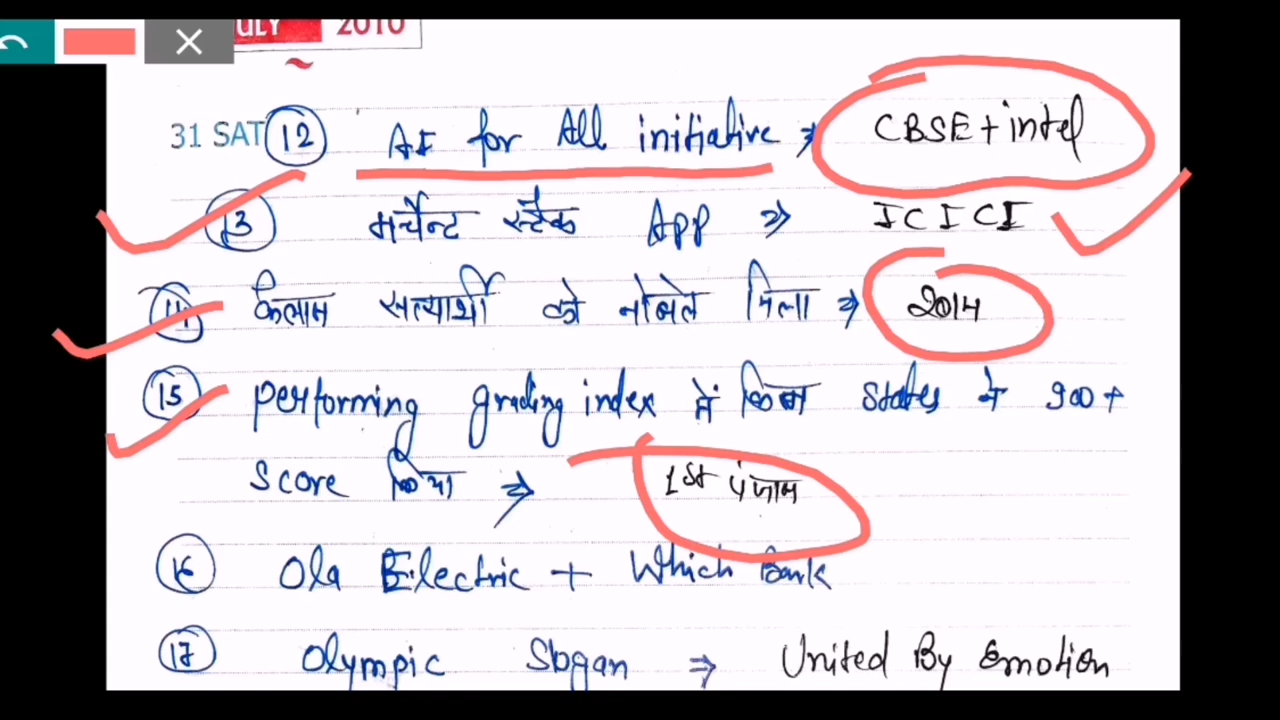 JULY 2010
31 SAT 12 AI for All initiative ⇒ CBSE + intel
13 मर्चेन्ट स्टैक App ⇒ ICICI
14 कैलाश सत्यार्थी को नोबेल मिला ⇒ 2014
15 Performing grading index में किस states ने 900+
Score किया ⇒ 1st पंजाब
16 Ola Electric + Which Bank
17 Olympic Slogan ⇒ United By Emotion